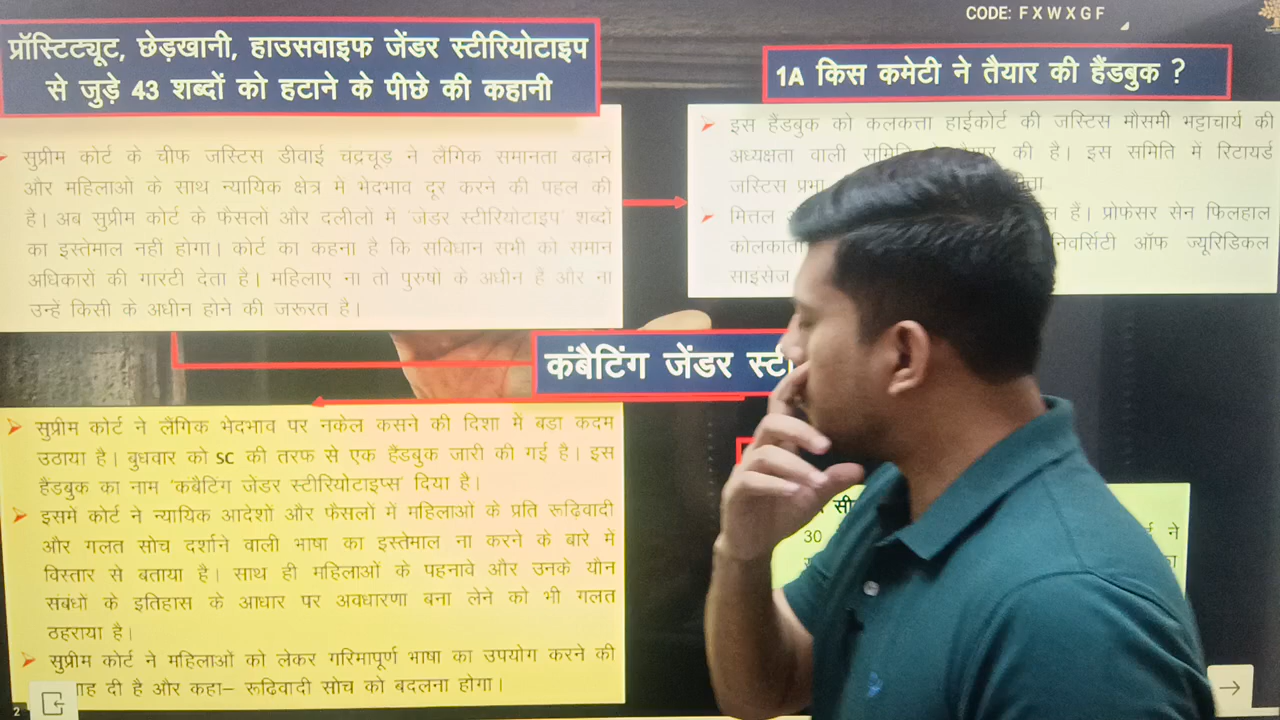 CODE: F X W X G F
प्रॉस्टिट्यूट, छेड़खानी, हाउसवाइफ जेंडर स्टीरियोटाइप
से जुड़े 43 शब्दों को हटाने के पीछे की कहानी
सुप्रीम कोर्ट के चीफ जस्टिस डीवाई चंद्रचूड़ ने लैंगिक समानता बढ़ाने
और महिलाओं के साथ न्यायिक क्षेत्र में भेदभाव दूर करने की पहल की
है। अब सुप्रीम कोर्ट के फैसलों और दलीलों में 'जेंडर स्टीरियोटाइप' शब्दों
का इस्तेमाल नहीं होगा। कोर्ट का कहना है कि संविधान सभी को समान
अधिकारों की गारंटी देता है। महिलाए ना तो पुरुषों के अधीन हैं और ना
उन्हें किसी के अधीन होने की जरूरत है।
1A किस कमेटी ने तैयार की हैंडबुक ?
इस हैंडबुक को कलकत्ता हाईकोर्ट की जस्टिस मौसमी भट्टाचार्य की
अध्यक्षता वाली समिति की है। इस समिति में रिटायर्ड
जस्टिस प्रभा
मित्तल हैं। प्रोफेसर सेन फिलहाल
कोलकाता ऑफ ज्यूरिडिकल
साइंसेज
कंबैटिंग जेंडर
सुप्रीम कोर्ट ने लैंगिक भेदभाव पर नकेल कसने की दिशा में बडा कदम
उठाया है। बुधवार को SC की तरफ से एक हैंडबुक जारी की गई है। इस
हैंडबुक का नाम 'कंबैटिंग जेंडर स्टीरियोटाइप्स' दिया है।
इसमें कोर्ट ने न्यायिक आदेशों और फैसलों में महिलाओं के प्रति रूढ़िवादी
और गलत सोच दर्शाने वाली भाषा का इस्तेमाल ना करने के बारे में
विस्तार से बताया है। साथ ही महिलाओं के पहनावे और उनके यौन
संबंधों के इतिहास के आधार पर अवधारणा बना लेने को भी गलत
ठहराया है।
सुप्रीम कोर्ट ने महिलाओं को लेकर गरिमापूर्ण भाषा का उपयोग करने की
दी है और कहा– रूढिवादी सोच को बदलना होगा।
30
ने
2